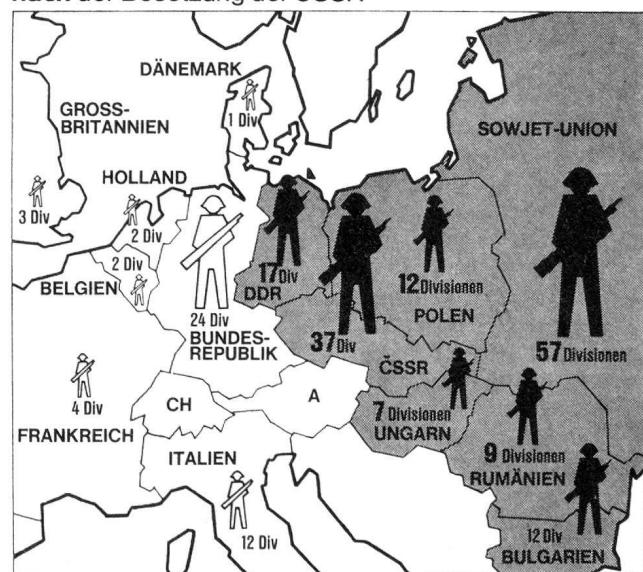 nach der Besetzung der ČSSR
DÄNEMARK
1 Div
GROSS-
BRITANNIEN
SOWJET-UNION
HOLLAND
3 Div
2 Div
2 Div
17 Div
DDR
12 Divisionen
POLEN
BELGIEN
24 Div
BUNDES-
REPUBLIK
37 Div
57 Divisionen
ČSSR
4 Div
CH
A
7 Divisionen
UNGARN
FRANKREICH
ITALIEN
9 Divisionen
RUMÄNIEN
12 Div
12 Div
BULGARIEN